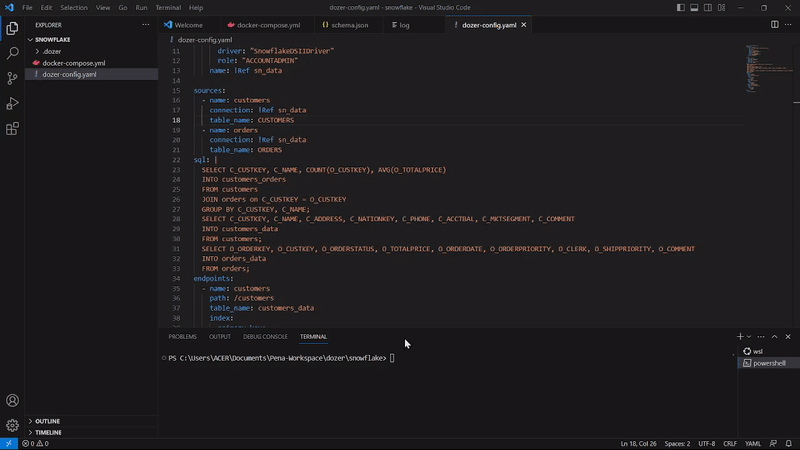 File Edit Selection View Go Run Terminal Help
dozer-config.yaml - snowflake - Visual Studio Code
EXPLORER
SNOWFLAKE
.dozer
docker-compose.yml
dozer-config.yaml
OUTLINE
TIMELINE
Welcome docker-compose.yml schema.json log dozer-config.yaml
dozer-config.yaml
11 driver: "SnowflakeDSIIDriver"
12 role: "ACCOUNTADMIN"
13 name: !Ref sn_data
14
15 sources:
16 - name: customers
17 connection: !Ref sn_data
18 table_name: CUSTOMERS
19 - name: orders
20 connection: !Ref sn_data
21 table_name: ORDERS
22 sql: |
23 SELECT C_CUSTKEY, C_NAME, COUNT(O_CUSTKEY), AVG(O_TOTALPRICE)
24 INTO customers_orders
25 FROM customers
26 JOIN orders on C_CUSTKEY = O_CUSTKEY
27 GROUP BY C_CUSTKEY, C_NAME;
28 SELECT C_CUSTKEY, C_NAME, C_ADDRESS, C_NATIONKEY, C_PHONE, C_ACCTBAL, C_MKTSEGMENT, C_COMMENT
29 INTO customers_data
30 FROM customers;
31 SELECT O_ORDERKEY, O_CUSTKEY, O_ORDERSTATUS, O_TOTALPRICE, O_ORDERDATE, O_ORDERPRIORITY, O_CLERK, O_SHIPPRIORITY, O_COMMENT
32 INTO orders_data
33 FROM orders;
34 endpoints:
35 - name: customers
36 path: /customers
37 table_name: customers_data
38 index:
PROBLEMS OUTPUT DEBUG CONSOLE TERMINAL
PS C:\Users\ACER\Documents\Pena-Workspace\dozer\snowflake>
wsl
powershell
0 0
Ln 18, Col 26 Spaces: 2 UTF-8 CRLF YAML